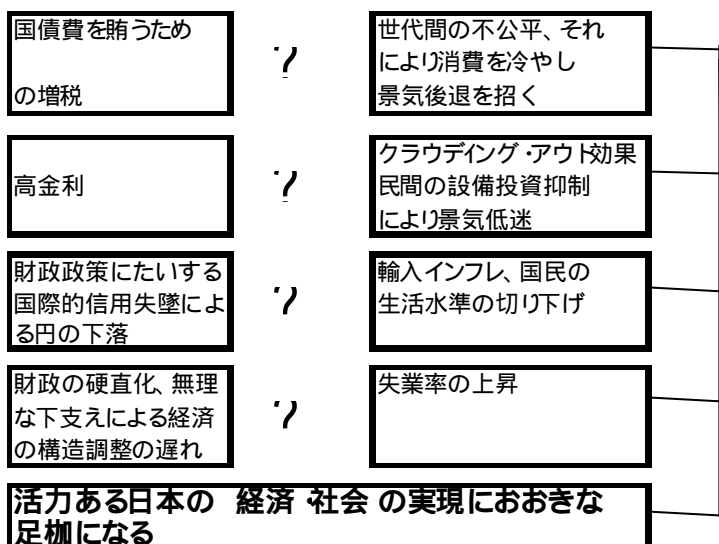 国債費を賄うため
の増税
?
世代間の不公平、それ
により消費を冷やし
景気後退を招く
高金利
?
クラウディング・アウト効果
民間の設備投資抑制
により景気低迷
財政政策にたいする
国際的信用失墜によ
る円の下落
?
輸入インフレ、国民の
生活水準の切り下げ
財政の硬直化、無理
な下支えによる経済
の構造調整の遅れ
?
失業率の上昇
活力ある日本の 経済・社会 の実現におおきな
足枷になる